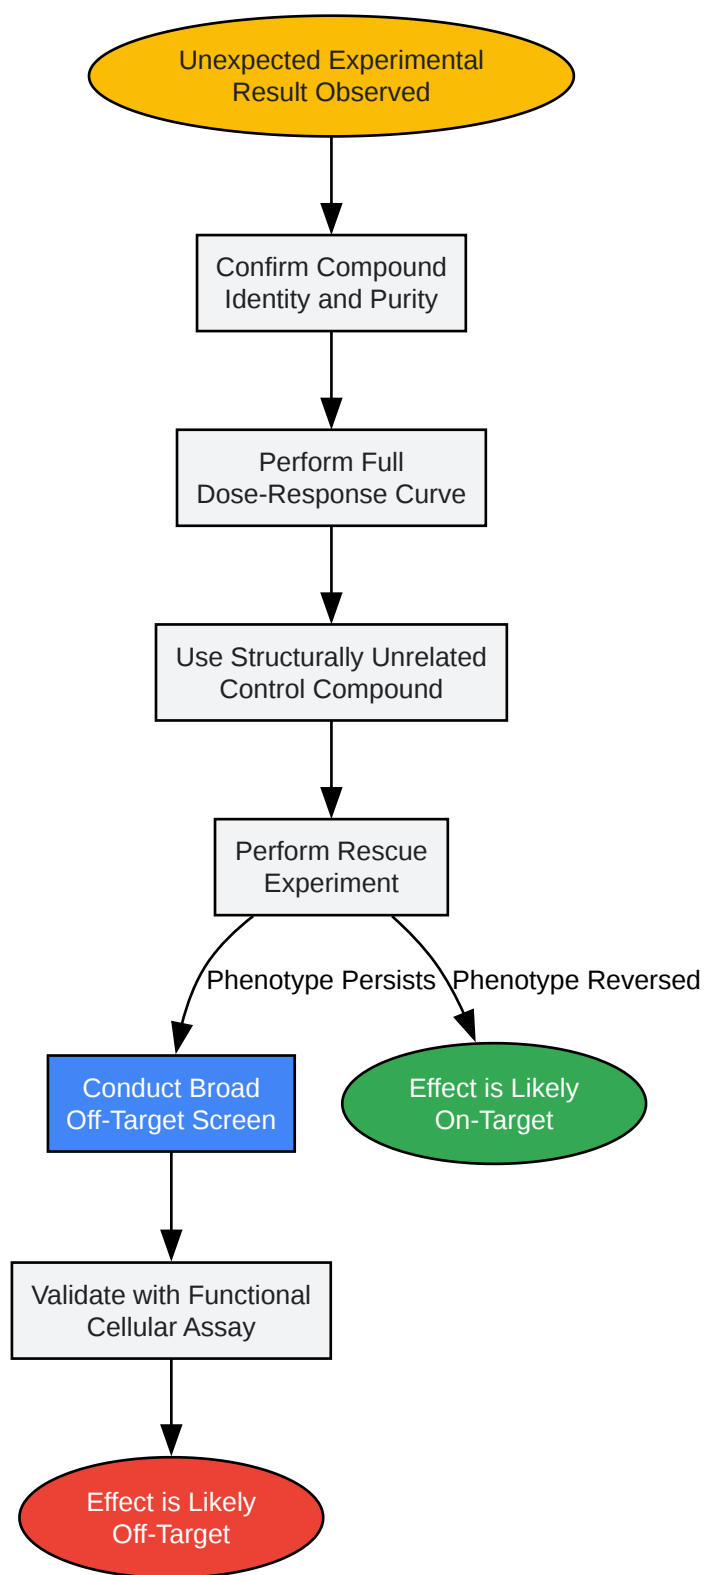 Unexpected Experimental
Result Observed
Confirm Compound
Identity and Purity
Perform Full
Dose-Response Curve
Use Structurally Unrelated
Control Compound
Perform Rescue
Experiment
Phenotype Persists
Phenotype Reversed
Conduct Broad
Off-Target Screen
Effect is Likely
On-Target
Validate with Functional
Cellular Assay
Effect is Likely
Off-Target